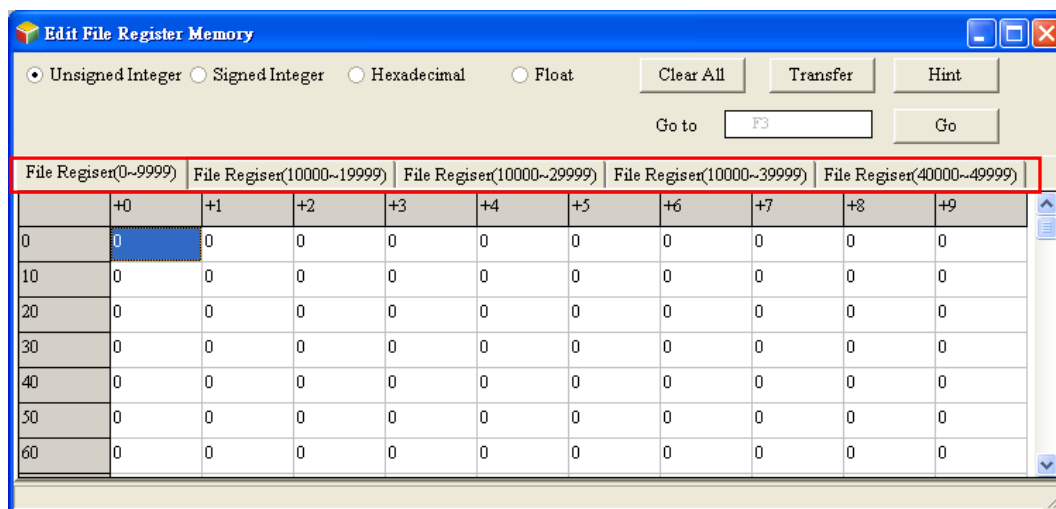 Edit File Register Memory
Unsigned Integer Signed Integer Hexadecimal Float Clear All Transfer Hint
Go to F3 Go
File Regiser(0~9999) File Regiser(10000~19999) File Regiser(10000~29999) File Regiser(10000~39999) File Regiser(40000~49999)
+0 +1 +2 +3 +4 +5 +6 +7 +8 +9
0 0 0 0 0 0 0 0 0 0 0
10 0 0 0 0 0 0 0 0 0 0
20 0 0 0 0 0 0 0 0 0 0
30 0 0 0 0 0 0 0 0 0 0
40 0 0 0 0 0 0 0 0 0 0
50 0 0 0 0 0 0 0 0 0 0
60 0 0 0 0 0 0 0 0 0 0